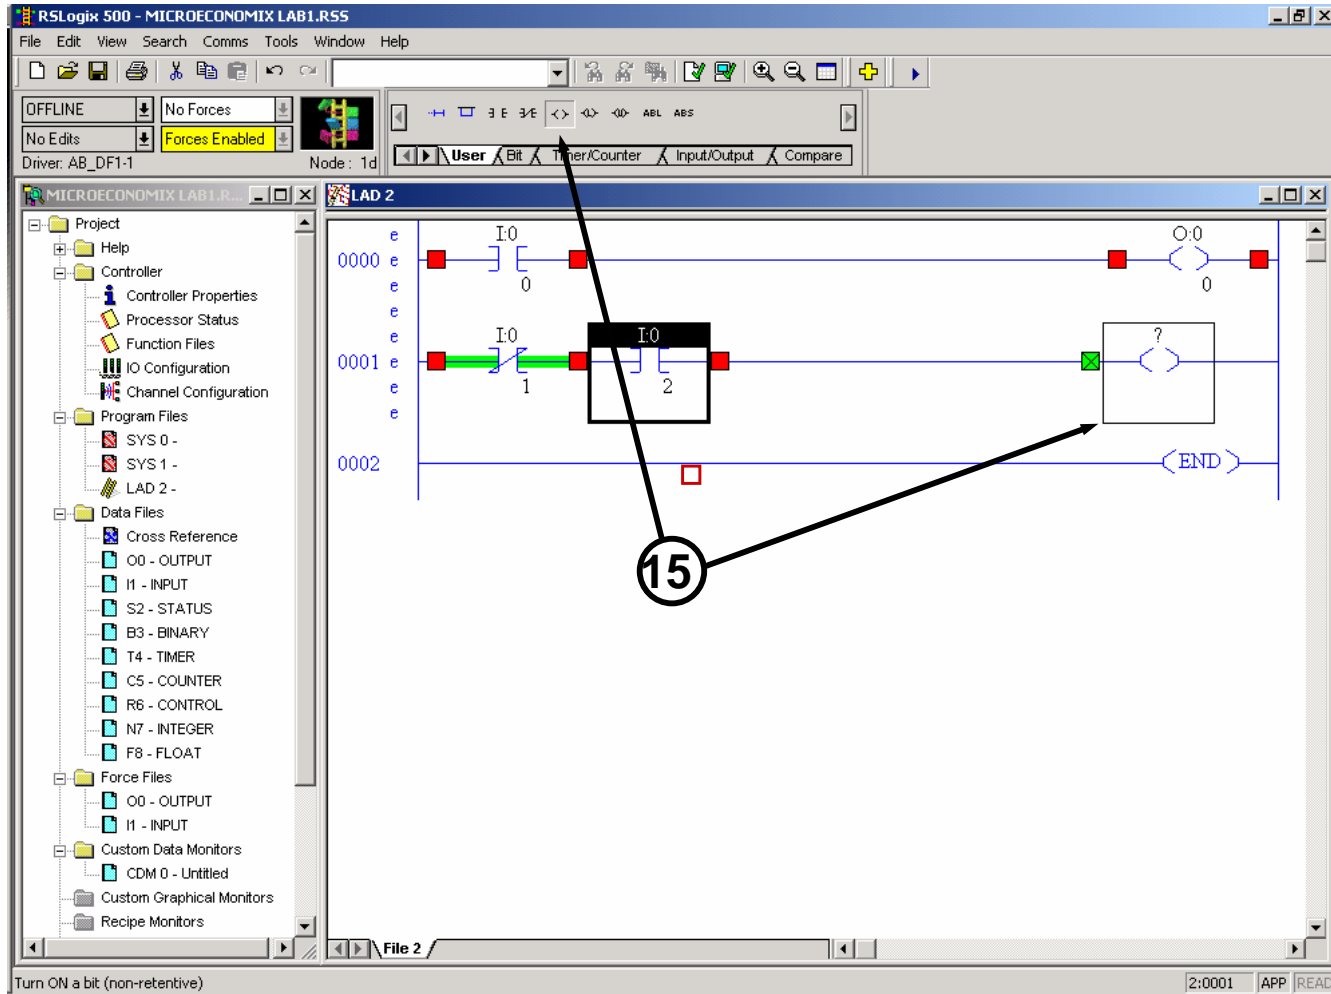 RSLogix 500 - MICROECONOMIX LAB1.RSS
File Edit View Search Comms Tools Window Help
OFFLINE No Forces
No Edits Forces Enabled
Driver: AB_DF1-1 Node: 1d
ABL ABS
User Bit Timer/Counter Input/Output Compare
MICROECONOMIX LAB1.R...
Project
Help
Controller
Controller Properties
Processor Status
Function Files
IO Configuration
Channel Configuration
Program Files
SYS 0 -
SYS 1 -
LAD 2 -
Data Files
Cross Reference
O0 - OUTPUT
I1 - INPUT
S2 - STATUS
B3 - BINARY
T4 - TIMER
C5 - COUNTER
R6 - CONTROL
N7 - INTEGER
F8 - FLOAT
Force Files
O0 - OUTPUT
I1 - INPUT
Custom Data Monitors
CDM 0 - Untitled
Custom Graphical Monitors
Recipe Monitors
LAD 2
e I:0 O:0
0000 e
e 0 0
e
e I:0 I:0 ?
0001 e
e 1 2
e
0002 END
15
File 2
Turn ON a bit (non-retentive) 2:0001 APP READ